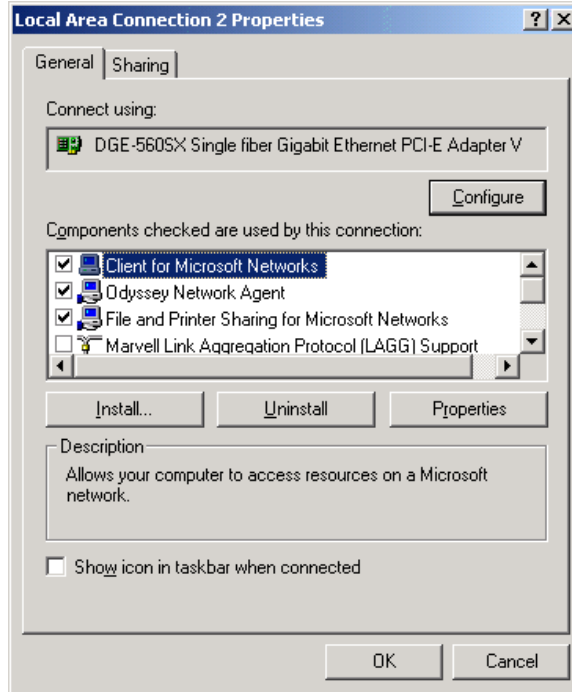 Local Area Connection 2 Properties
General Sharing
Connect using:
DGE-560SX Single fiber Gigabit Ethernet PCI-E Adapter V
Configure
Components checked are used by this connection:
Client for Microsoft Networks
Odyssey Network Agent
File and Printer Sharing for Microsoft Networks
Marvell Link Aggregation Protocol (LAGG) Support
Install... Uninstall Properties
Description
Allows your computer to access resources on a Microsoft
network.
Show icon in taskbar when connected
OK Cancel